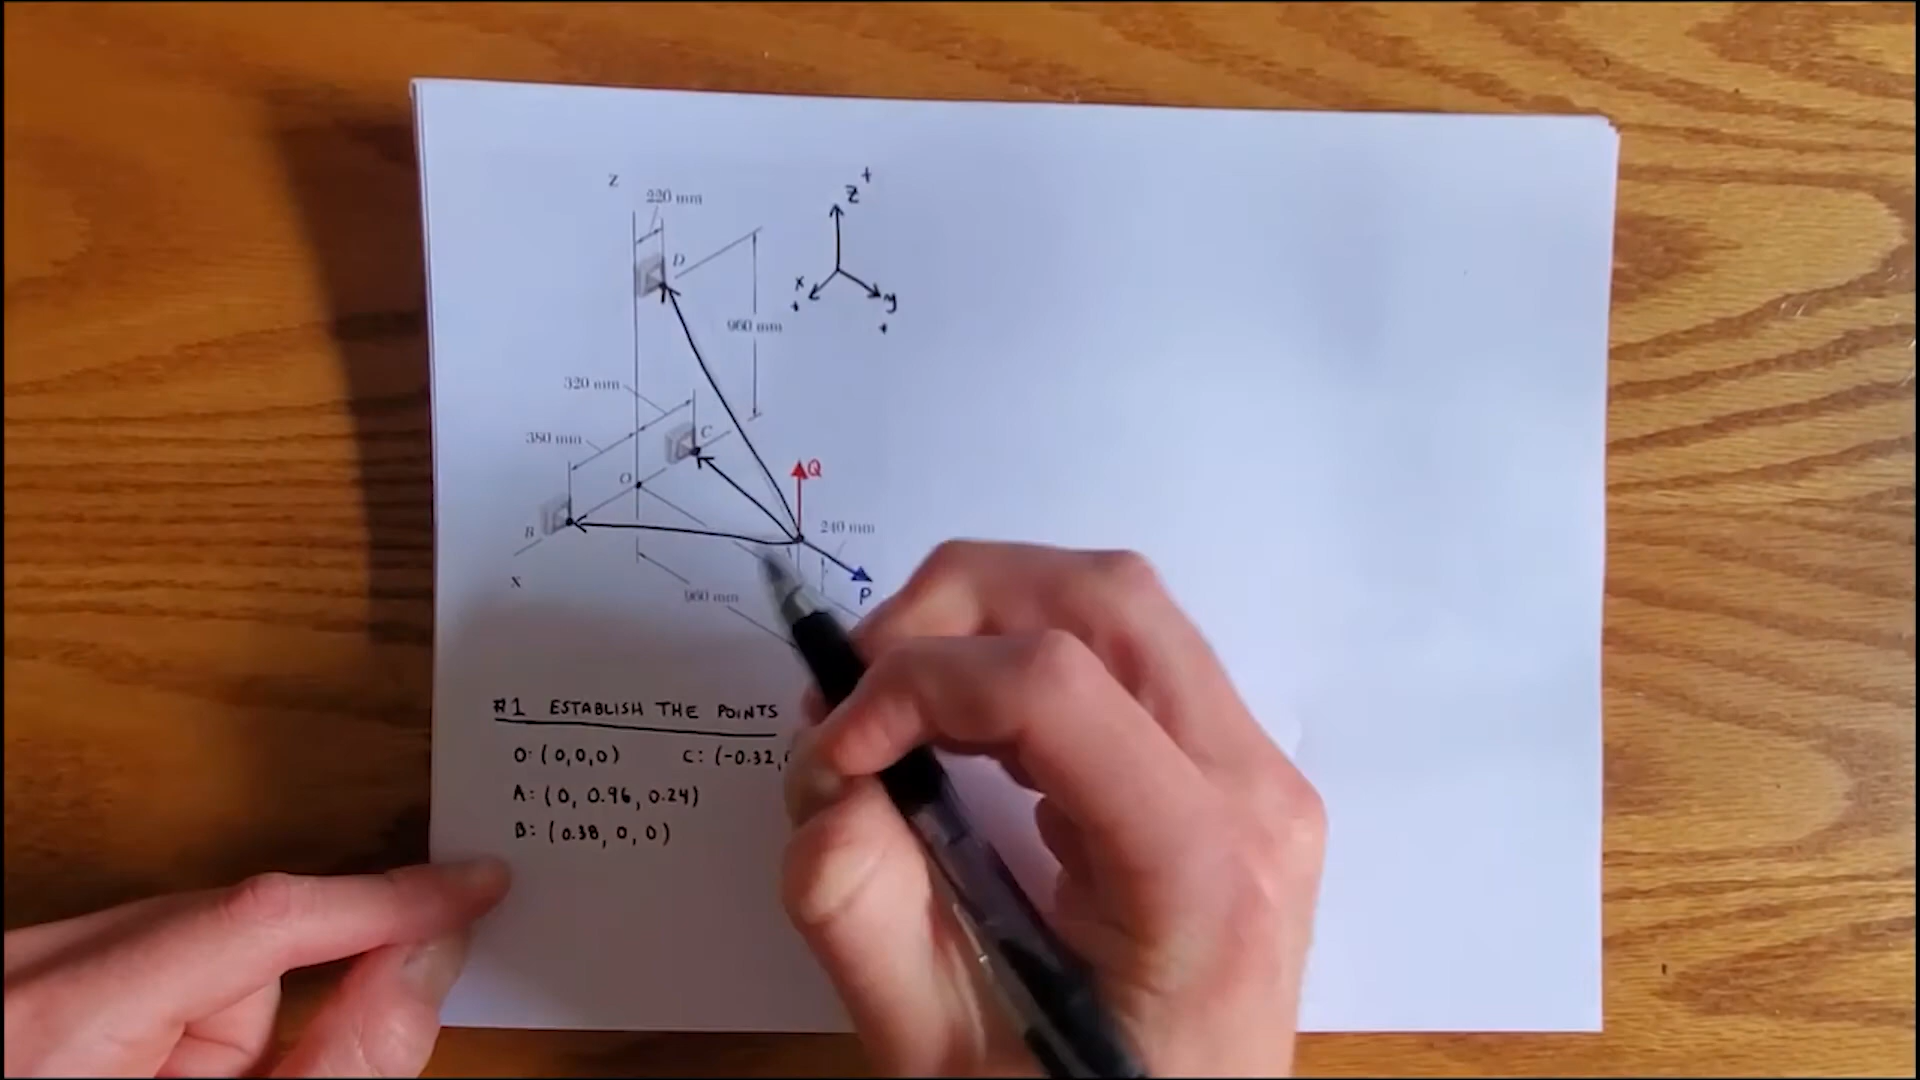 z
220 mm
D
Z +
x +
y +
960 mm
320 mm
C
380 mm
O
Q
B
240 mm
x
960 mm
P
#1 ESTABLISH THE POINTS
O: (0,0,0) C: (-0.32,
A: (0, 0.96, 0.24)
B: (0.38, 0, 0)